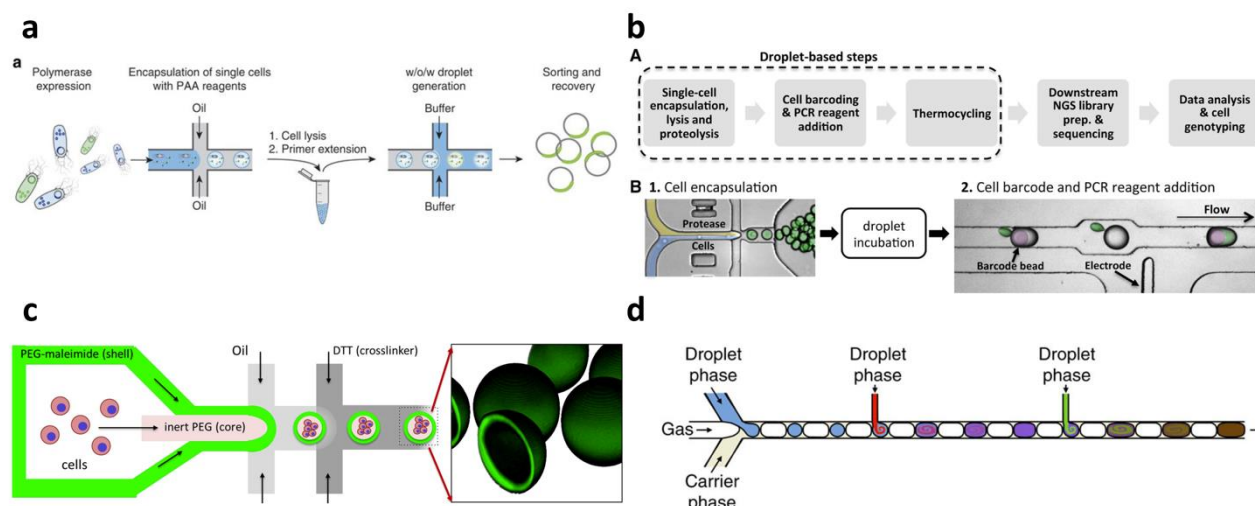 a
a
Polymerase
expression
Encapsulation of single cells
with PAA reagents
Oil
Oil
1. Cell lysis
2. Primer extension
w/o/w droplet
generation
Buffer
Buffer
Sorting and
recovery
b
A
Droplet-based steps
Single-cell
encapsulation,
lysis and
proteolysis
Cell barcoding
& PCR reagent
addition
Thermocycling
Downstream
NGS library
prep. &
sequencing
Data analysis
& cell
genotyping
B
1. Cell encapsulation
Protease
Cells
droplet
incubation
2. Cell barcode and PCR reagent addition
Flow
Barcode bead
Electrode
c
PEG-maleimide (shell)
Oil
DTT (crosslinker)
inert PEG (core)
cells
d
Droplet
phase
Droplet
phase
Droplet
phase
Gas
Carrier
phase